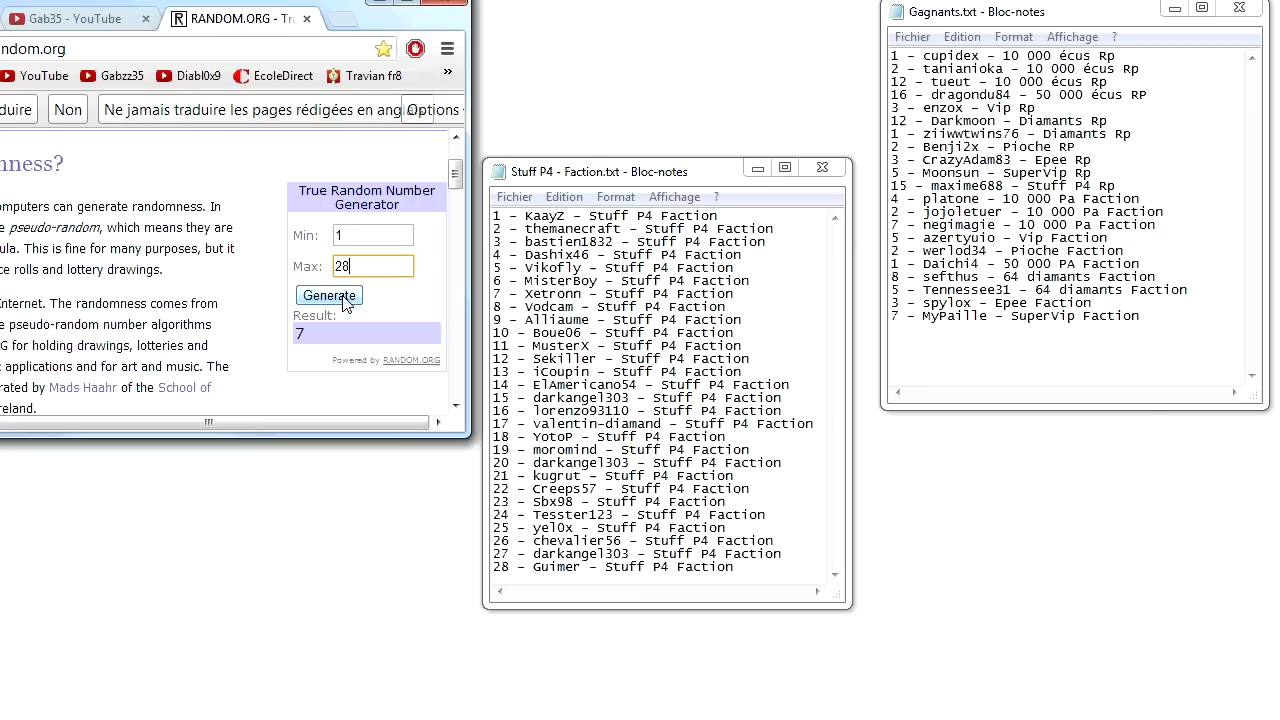 Gab35 - YouTube
RANDOM.ORG - Tr
ndom.org
YouTube
Gabzz35
Diabl0x9
EcoleDirect
Travian fr8
»
duire
Non
Ne jamais traduire les pages rédigées en angla
Options
nness?
omputers can generate randomness. In
e pseudo-random, which means they are
ula. This is fine for many purposes, but it
ce rolls and lottery drawings.
nternet. The randomness comes from
e pseudo-random number algorithms
G for holding drawings, lotteries and
c applications and for art and music. The
rated by Mads Haahr of the School of
reland.
True Random Number
Generator
Min: 1
Max: 28
Generate
Result:
7
Powered by RANDOM.ORG
Stuff P4 - Faction.txt - Bloc-notes
Fichier Edition Format Affichage ?
1 - KaayZ - Stuff P4 Faction
2 - themanecraft - Stuff P4 Faction
3 - bastien1832 - Stuff P4 Faction
4 - Dashix46 - Stuff P4 Faction
5 - Vikofly - Stuff P4 Faction
6 - MisterBoy - Stuff P4 Faction
7 - Xetronn - Stuff P4 Faction
8 - Vodcam - Stuff P4 Faction
9 - Alliaume - Stuff P4 Faction
10 - Boue06 - Stuff P4 Faction
11 - MusterX - Stuff P4 Faction
12 - Sekiller - Stuff P4 Faction
13 - iCoupin - Stuff P4 Faction
14 - ElAmericano54 - Stuff P4 Faction
15 - darkangel303 - Stuff P4 Faction
16 - lorenzo93110 - Stuff P4 Faction
17 - valentin-diamand - Stuff P4 Faction
18 - YotoP - Stuff P4 Faction
19 - moromind - Stuff P4 Faction
20 - darkangel303 - Stuff P4 Faction
21 - kugrut - Stuff P4 Faction
22 - Creeps57 - Stuff P4 Faction
23 - Sbx98 - Stuff P4 Faction
24 - Tesster123 - Stuff P4 Faction
25 - yel0x - Stuff P4 Faction
26 - chevalier56 - Stuff P4 Faction
27 - darkangel303 - Stuff P4 Faction
28 - Guimer - Stuff P4 Faction
Gagnants.txt - Bloc-notes
Fichier Edition Format Affichage ?
1 - cupidex - 10 000 écus Rp
2 - tanianioka - 10 000 écus Rp
12 - tueut - 10 000 écus Rp
16 - dragondu84 - 50 000 écus RP
3 - enzox - Vip Rp
12 - Darkmoon - Diamants Rp
1 - ziiwwtwins76 - Diamants Rp
2 - Benji2x - Pioche RP
3 - CrazyAdam83 - Epee Rp
5 - Moonsun - SuperVip Rp
15 - maxime688 - Stuff P4 Rp
4 - platone - 10 000 Pa Faction
2 - jojoletuer - 10 000 Pa Faction
7 - negimagie - 10 000 Pa Faction
5 - azertyuio - Vip Faction
2 - werlod34 - Pioche Faction
1 - Daichi4 - 50 000 PA Faction
8 - sefthus - 64 diamants Faction
5 - Tennessee31 - 64 diamants Faction
3 - spylox - Epee Faction
7 - MyPaille - SuperVip Faction